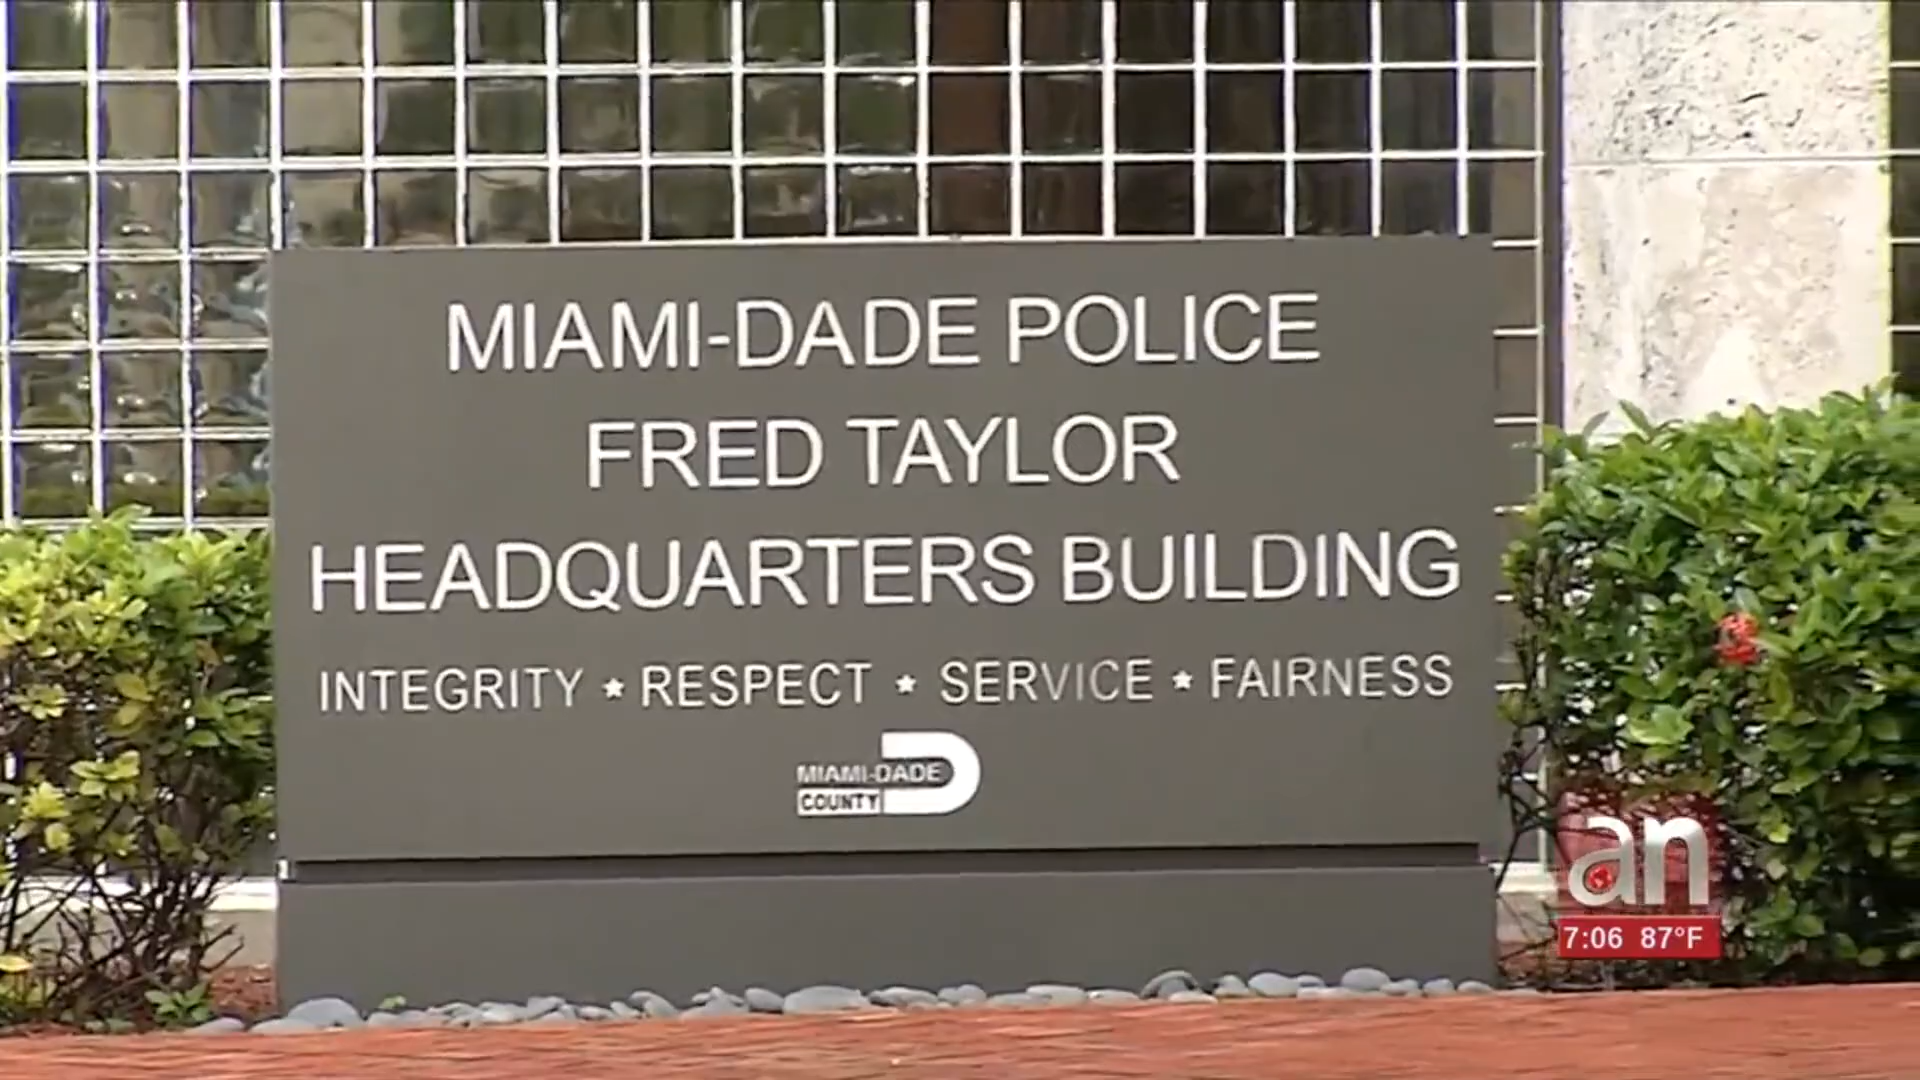 MIAMI-DADE POLICE
FRED TAYLOR
HEADQUARTERS BUILDING
INTEGRITY ★ RESPECT ★ SERVICE ★ FAIRNESS
MIAMI-DADE
COUNTY
an
7:06 87°F